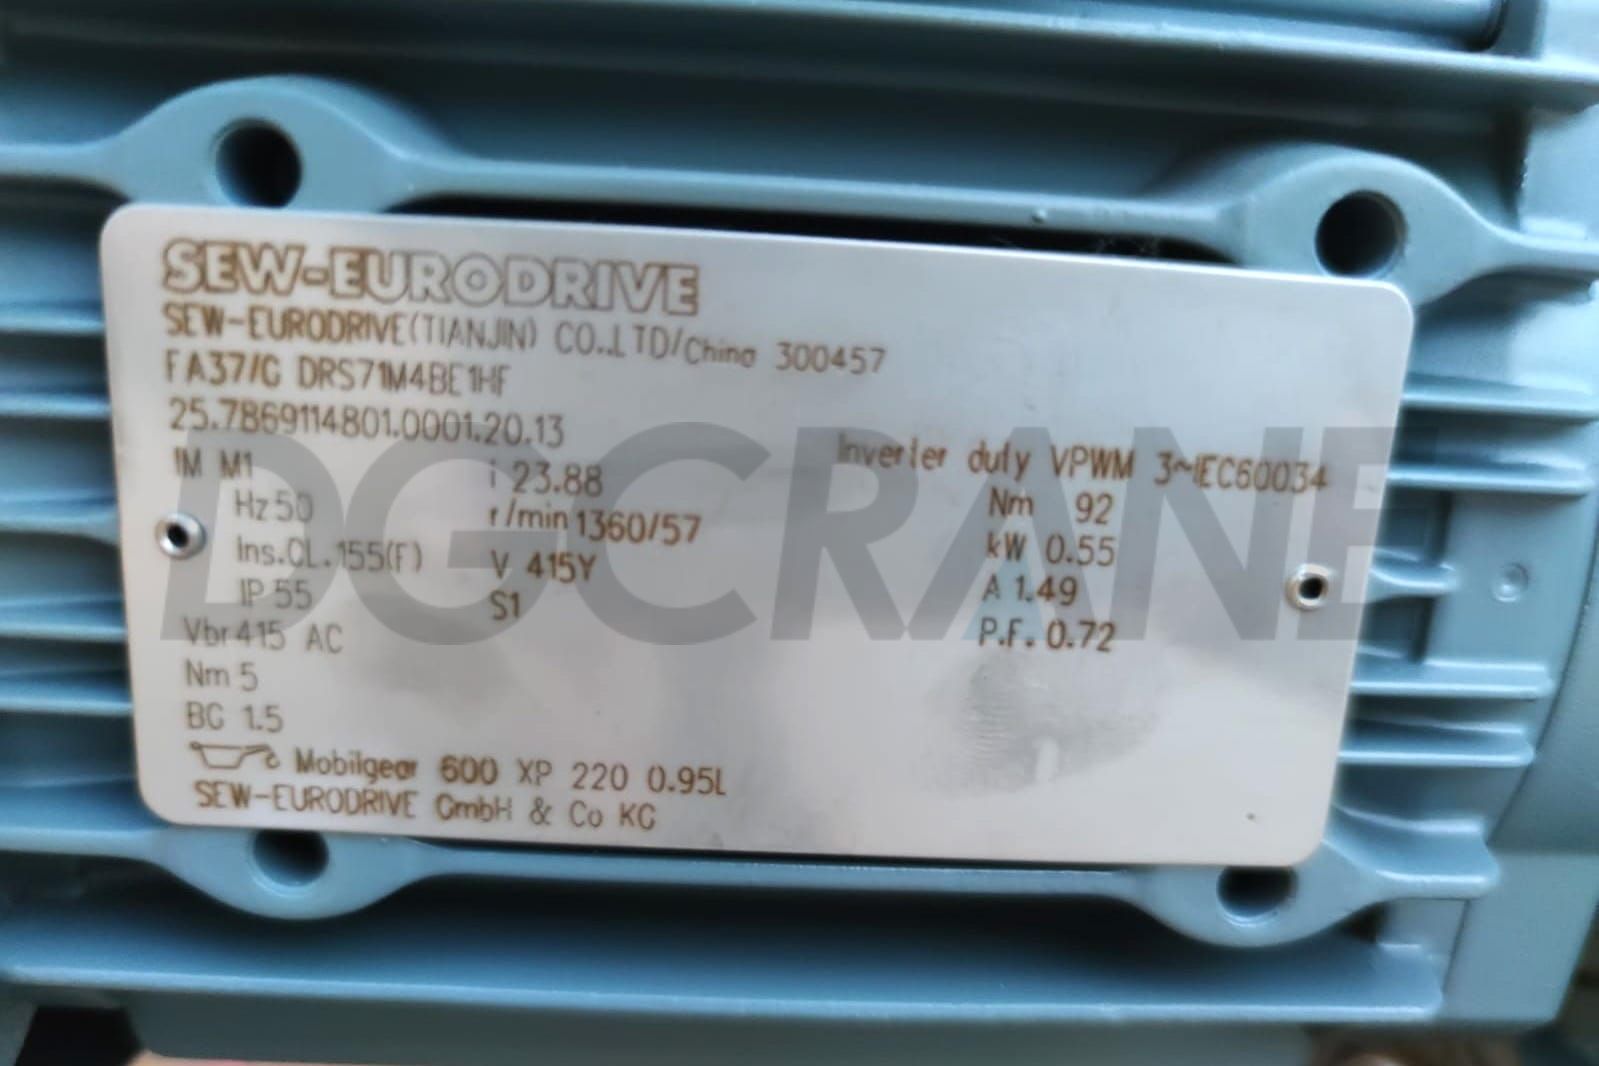 SEW-EURODRIVE
SEW-EURODRIVE(TIANJIN) CO.,LTD/China 300457
FA37/G DRS71M4BE1HF
25.7869114801.0001.20.13
Inverter duty VPWM 3~IEC60034
IM M1 i 23.88 Nm 92
Hz 50 r/min 1360/57 kW 0.55
Ins.CL.155(F) V 415Y A 1.49
IP 55 S1 P.F. 0.72
Vbr 415 AC
Nm 5
BG 1.5
Mobilgear 600 XP 220 0.95L
SEW-EURODRIVE GmbH & Co KG
DGCRANE